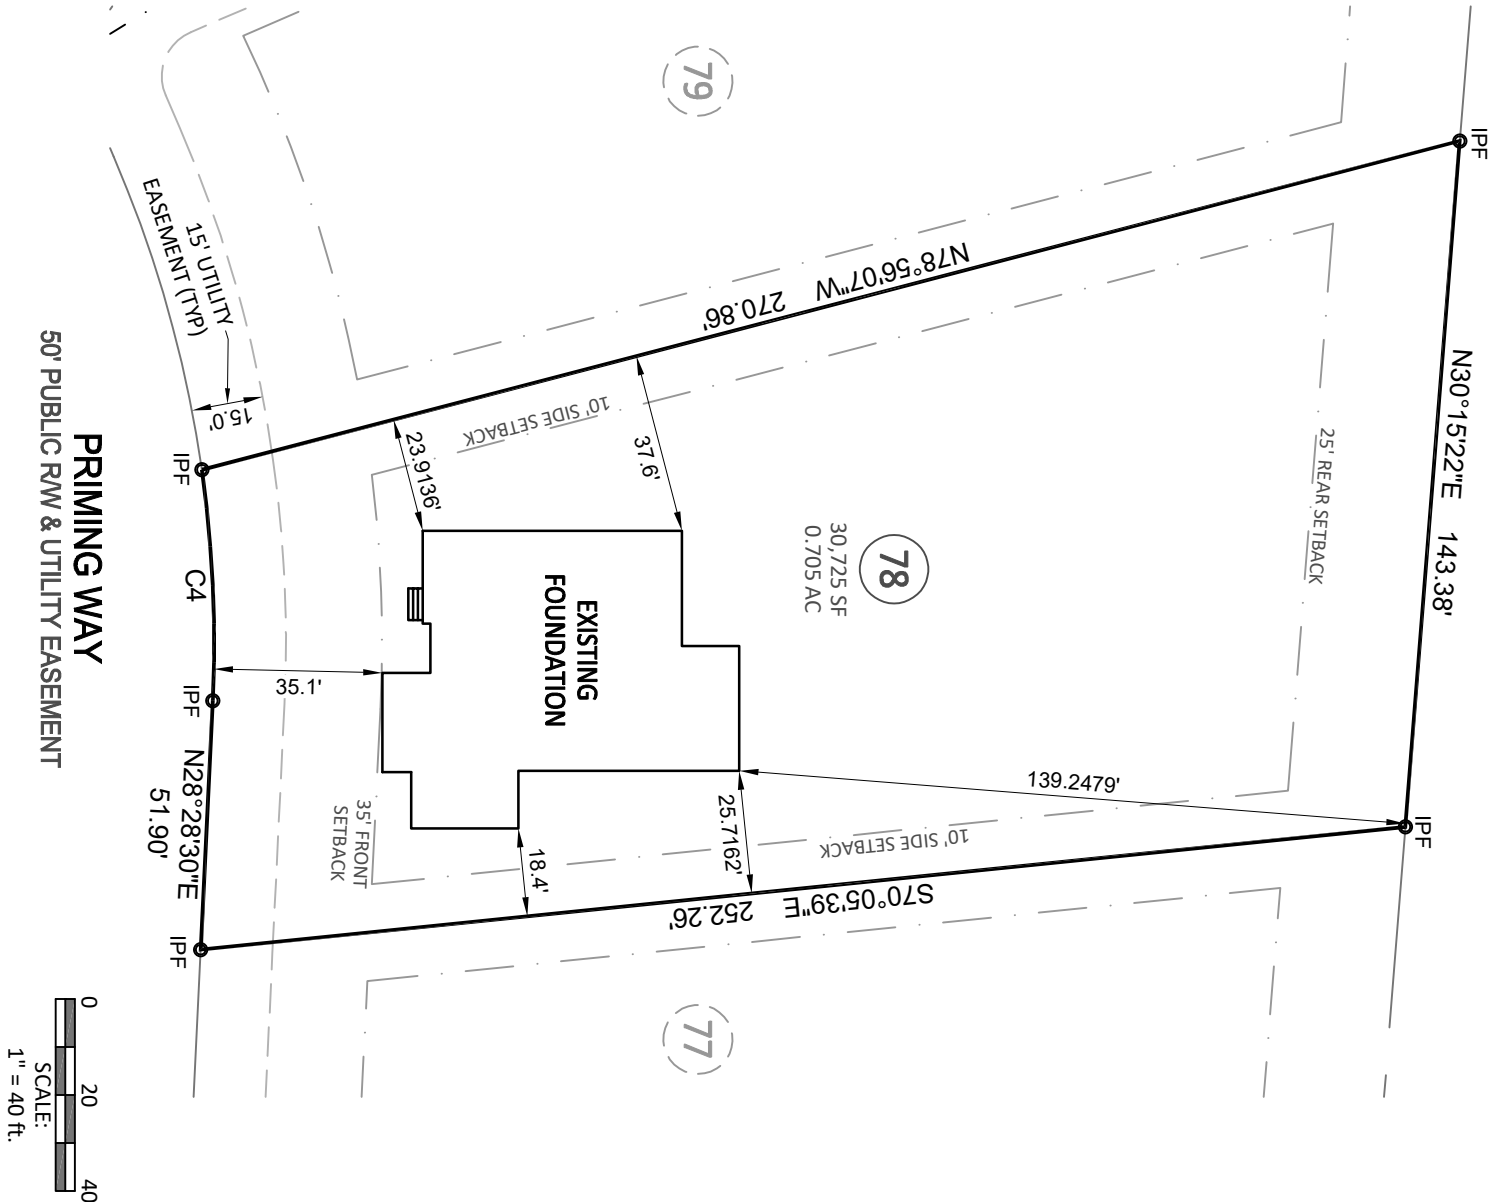 79
IPF
N78°56'07"W 270.86'
N30°15'22"E 143.38'
15' UTILITY
EASEMENT (TYP)
15.0'
10' SIDE SETBACK
25' REAR SETBACK
23.9136'
37.6'
IPF
78
30,725 SF
0.705 AC
EXISTING
FOUNDATION
C4
35.1'
IPF
PRIMING WAY
50' PUBLIC R/W & UTILITY EASEMENT
N28°28'30"E
51.90'
35' FRONT
SETBACK
139.2479'
25.7162'
10' SIDE SETBACK
18.4'
IPF
S70°05'39"E 252.26'
IPF
77
0 20 40
SCALE:
1" = 40 ft.